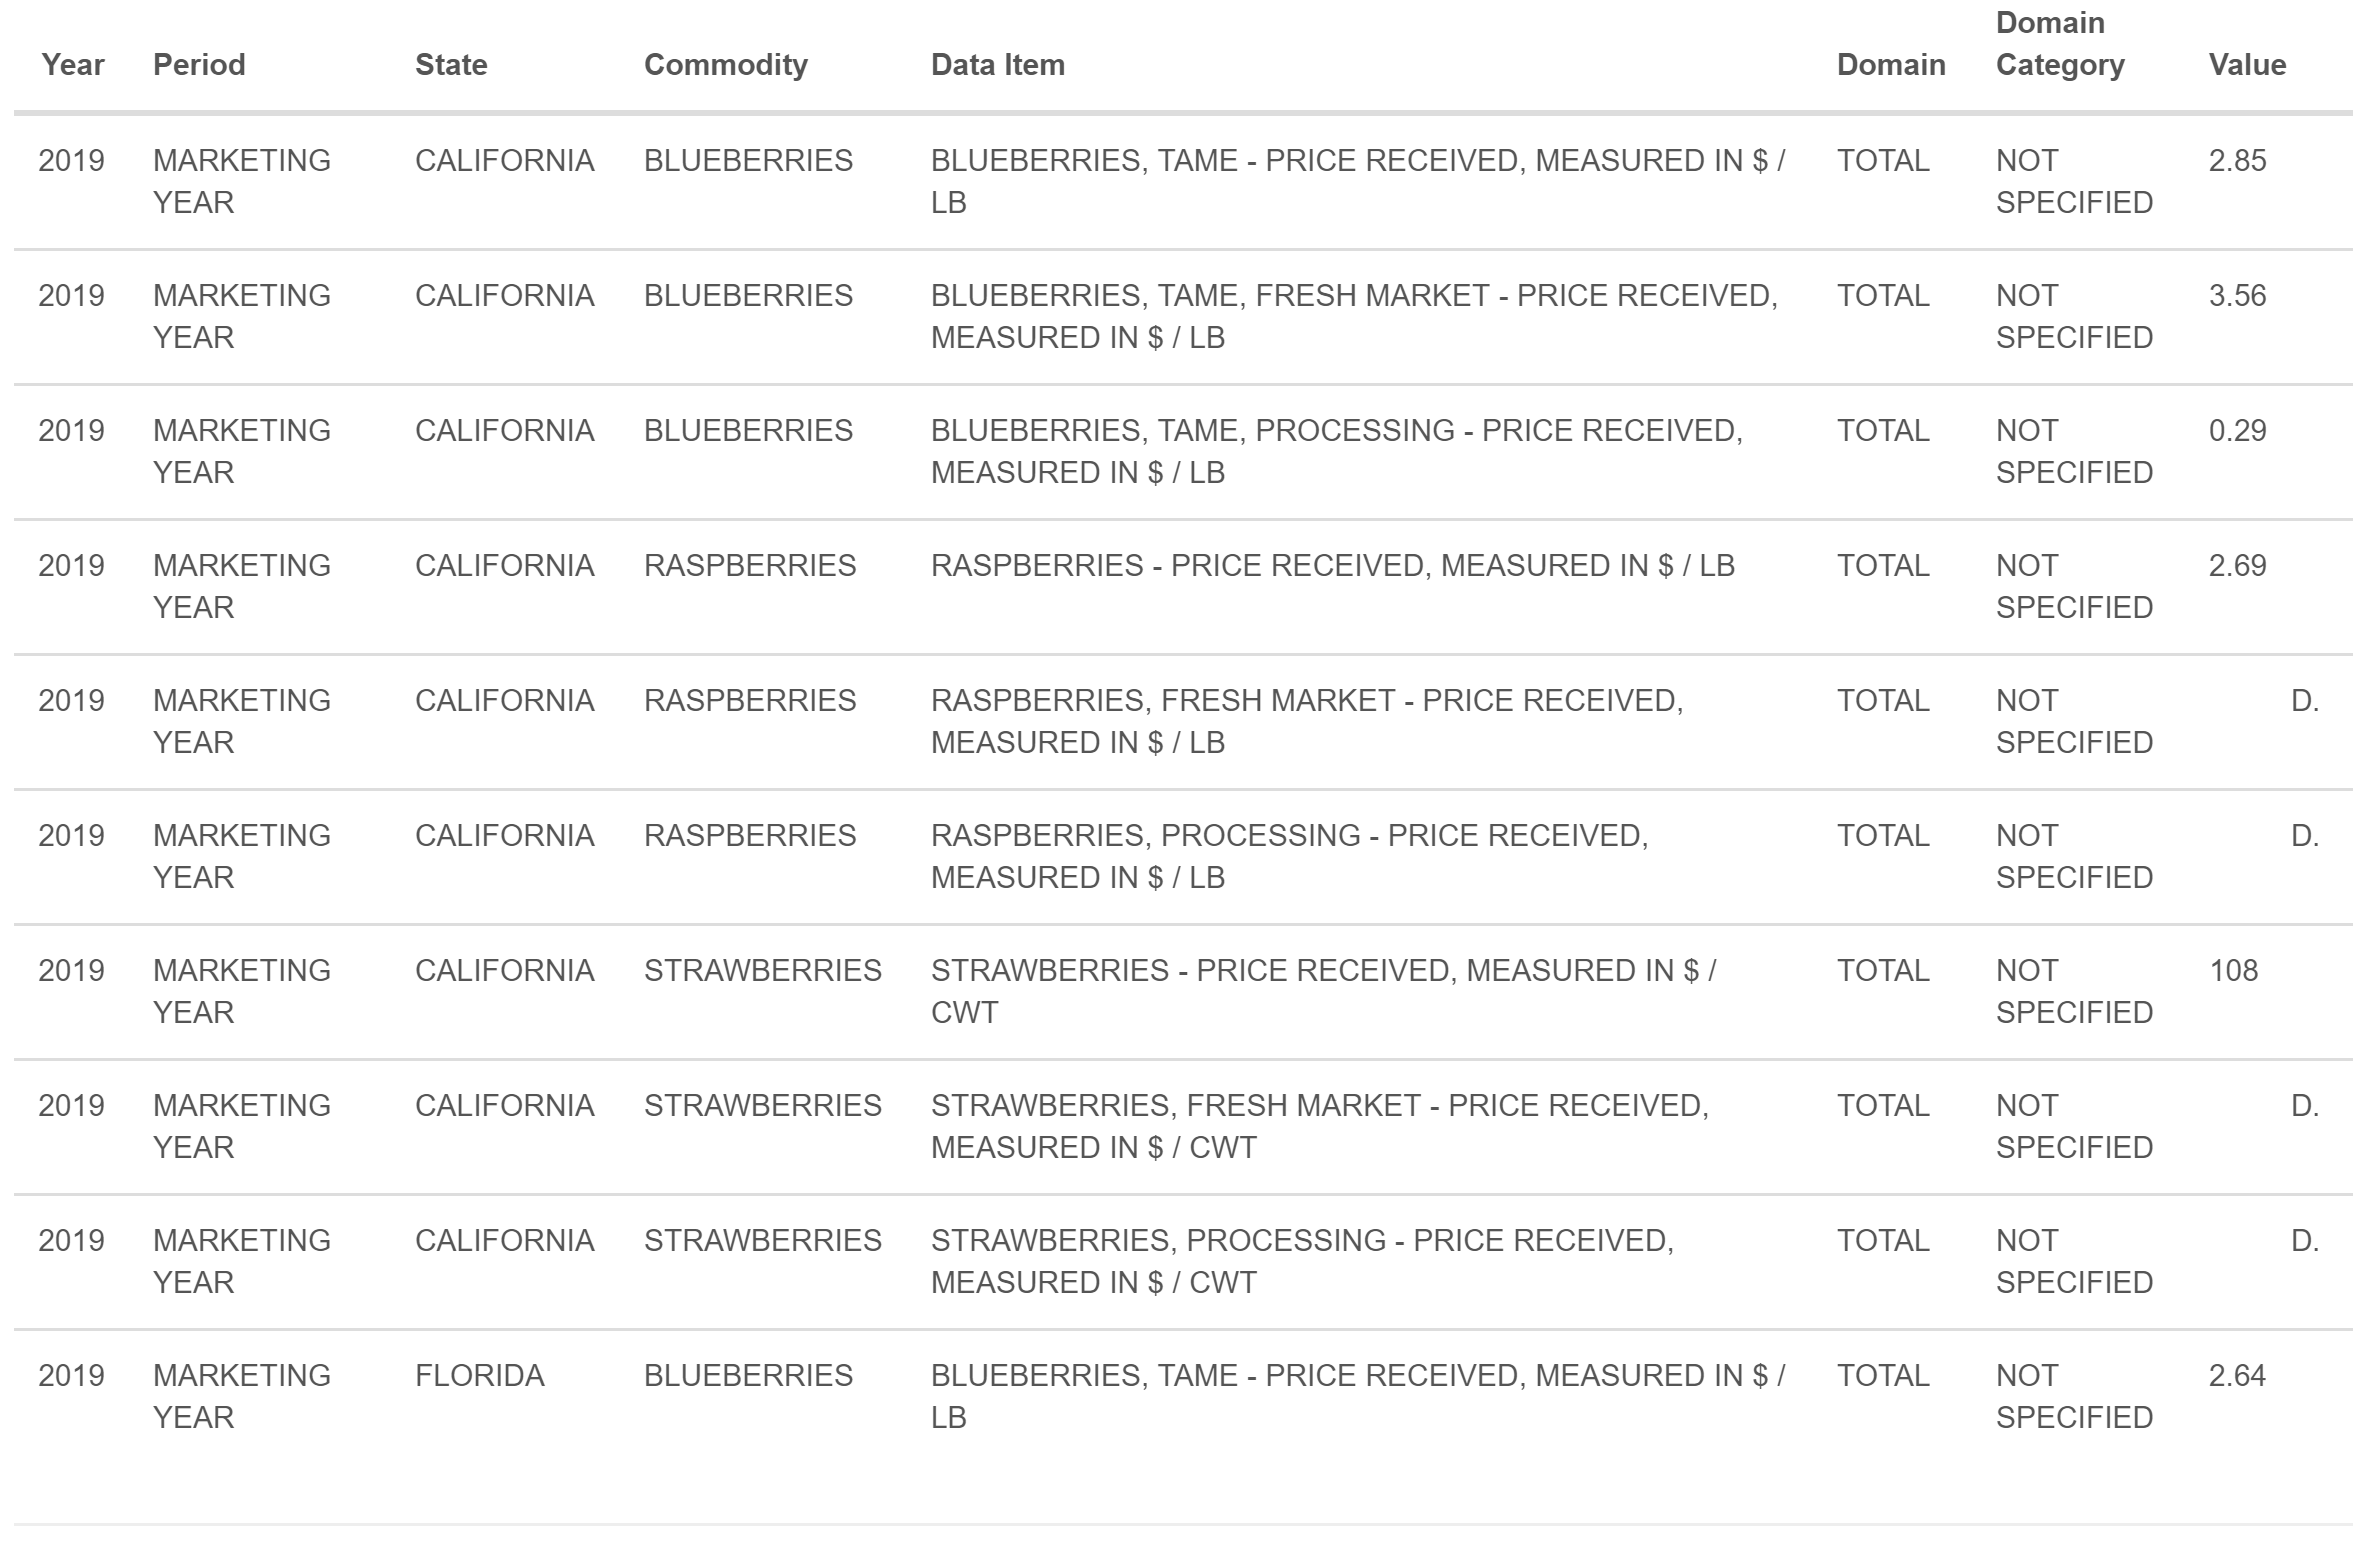 Year Period State Commodity Data Item Domain Domain Category Value
2019 MARKETING CALIFORNIA BLUEBERRIES BLUEBERRIES, TAME - PRICE RECEIVED, MEASURED IN $ / TOTAL NOT 2.85
YEAR LB SPECIFIED
2019 MARKETING CALIFORNIA BLUEBERRIES BLUEBERRIES, TAME, FRESH MARKET - PRICE RECEIVED, TOTAL NOT 3.56
YEAR MEASURED IN $ / LB SPECIFIED
2019 MARKETING CALIFORNIA BLUEBERRIES BLUEBERRIES, TAME, PROCESSING - PRICE RECEIVED, TOTAL NOT 0.29
YEAR MEASURED IN $ / LB SPECIFIED
2019 MARKETING CALIFORNIA RASPBERRIES RASPBERRIES - PRICE RECEIVED, MEASURED IN $ / LB TOTAL NOT 2.69
YEAR SPECIFIED
2019 MARKETING CALIFORNIA RASPBERRIES RASPBERRIES, FRESH MARKET - PRICE RECEIVED, TOTAL NOT D.
YEAR MEASURED IN $ / LB SPECIFIED
2019 MARKETING CALIFORNIA RASPBERRIES RASPBERRIES, PROCESSING - PRICE RECEIVED, TOTAL NOT D.
YEAR MEASURED IN $ / LB SPECIFIED
2019 MARKETING CALIFORNIA STRAWBERRIES STRAWBERRIES - PRICE RECEIVED, MEASURED IN $ / TOTAL NOT 108
YEAR CWT SPECIFIED
2019 MARKETING CALIFORNIA STRAWBERRIES STRAWBERRIES, FRESH MARKET - PRICE RECEIVED, TOTAL NOT D.
YEAR MEASURED IN $ / CWT SPECIFIED
2019 MARKETING CALIFORNIA STRAWBERRIES STRAWBERRIES, PROCESSING - PRICE RECEIVED, TOTAL NOT D.
YEAR MEASURED IN $ / CWT SPECIFIED
2019 MARKETING FLORIDA BLUEBERRIES BLUEBERRIES, TAME - PRICE RECEIVED, MEASURED IN $ / TOTAL NOT 2.64
YEAR LB SPECIFIED